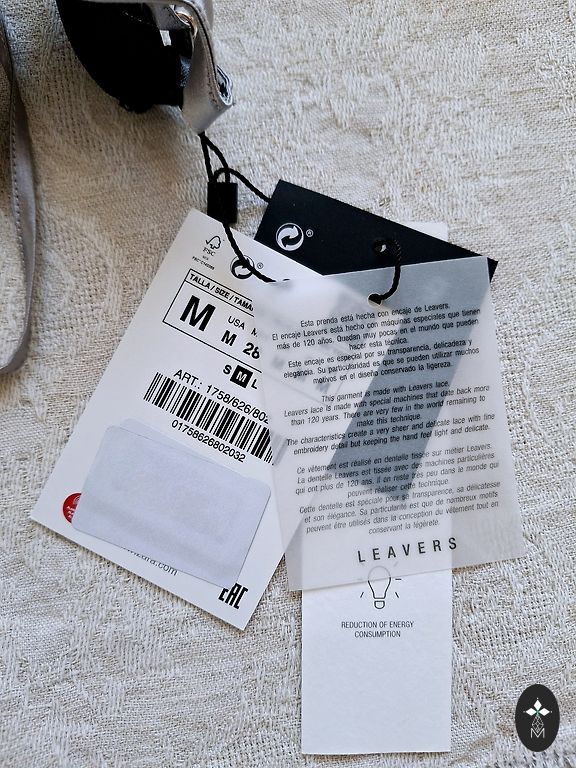 FSC
TALLA / SIZE /
M
USA
M
S M L
ART: 1758/626/802
01758626802032
EAC
®
Esta prenda está hecha con encaje de Leavers.
El encaje Leavers está hecho con máquinas especiales que tienen
más de 120 años. Quedan muy pocas en el mundo que pueden
hacer esta técnica.
Este encaje es especial por su transparencia, delicadeza y
elegancia. Su particularidad es que se pueden utilizar muchos
motivos en el diseño conservado la ligereza.
This garment is made with Leavers lace.
Leavers lace is made with special machines that date back more
than 120 years. There are very few in the world remaining to
make this technique.
The characteristics create a very sheer and delicate lace with fine
embroidery detail but keeping the hand feel light and delicate.
Ce vêtement est réalisé en dentelle tissée sur métier Leavers.
La dentelle Leavers est tissée avec des machines particulières
qui ont plus de 120 ans. Il en reste très peu dans le monde qui
peuvent réaliser cette technique.
Cette dentelle est spéciale pour sa transparence, sa délicatesse
et son élégance. Sa particularité est que de nombreux motifs
peuvent être utilisés dans la conception du vêtement tout en
conservant la légèreté.
LEAVERS
REDUCTION OF ENERGY
CONSUMPTION
M